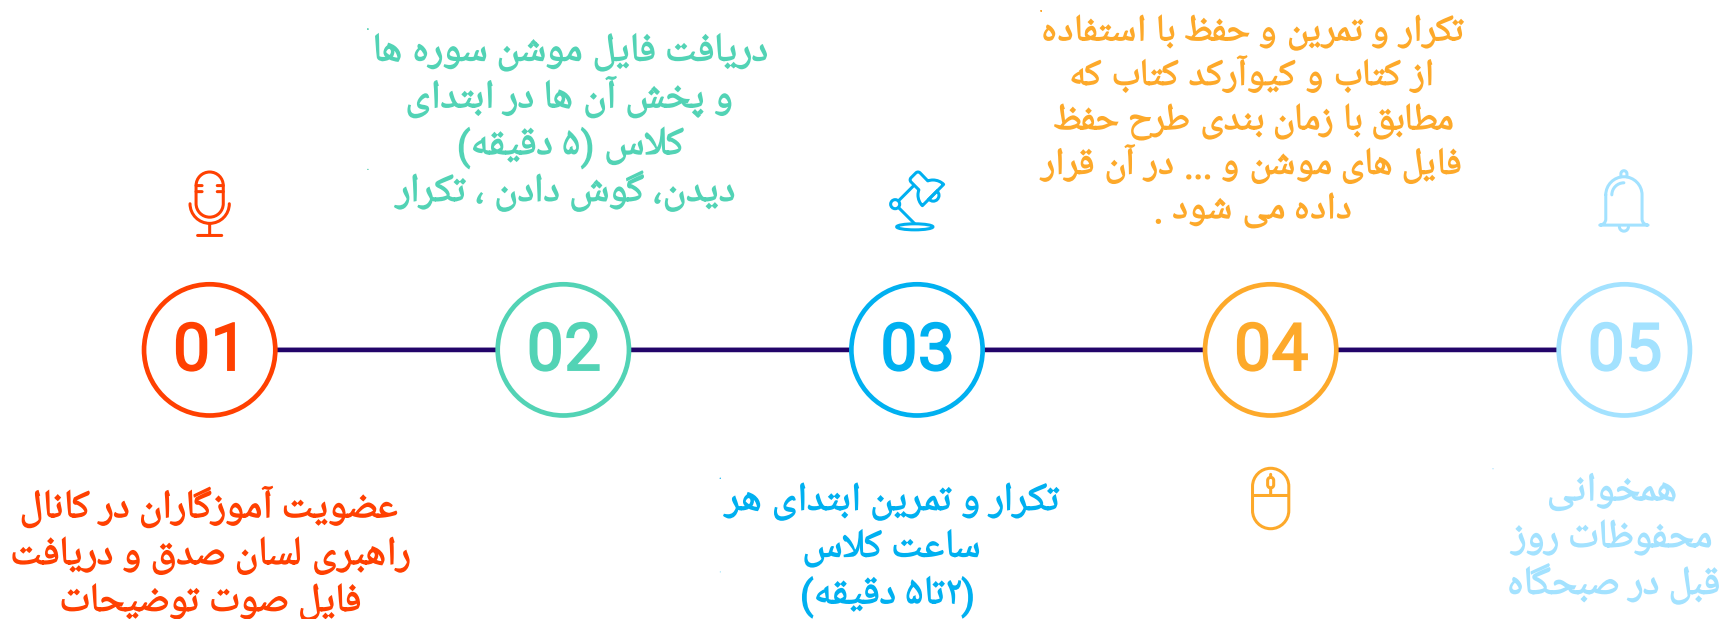 01
عضویت آموزگاران در کانال
راهبری لسان صدق و دریافت
فایل صوت توضیحات
دریافت فایل موشن سوره ها
و پخش آن ها در ابتدای
کلاس (۵ دقیقه)
دیدن، گوش دادن ، تکرار
02
03
تکرار و تمرین ابتدای هر
ساعت کلاس
(۲تا۵ دقیقه)
تکرار و تمرین و حفظ با استفاده
از کتاب و کیوآرکد کتاب که
مطابق با زمان بندی طرح حفظ
فایل های موشن و ... در آن قرار
داده می شود .
04
05
همخوانی
محفوظات روز
قبل در صبحگاه